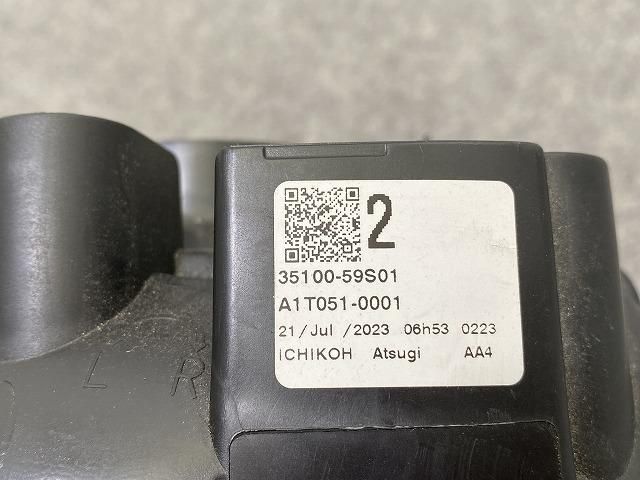 2
35100-59S01
A1T051-0001
21/Jul /2023 06h53 0223
ICHIKOH Atsugi AA4
L R